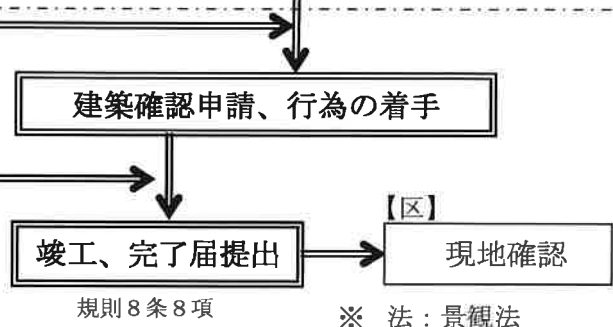 建築確認申請、行為の着手
【区】
竣工、完了届提出
現地確認
規則8条8項
※ 法：景観法